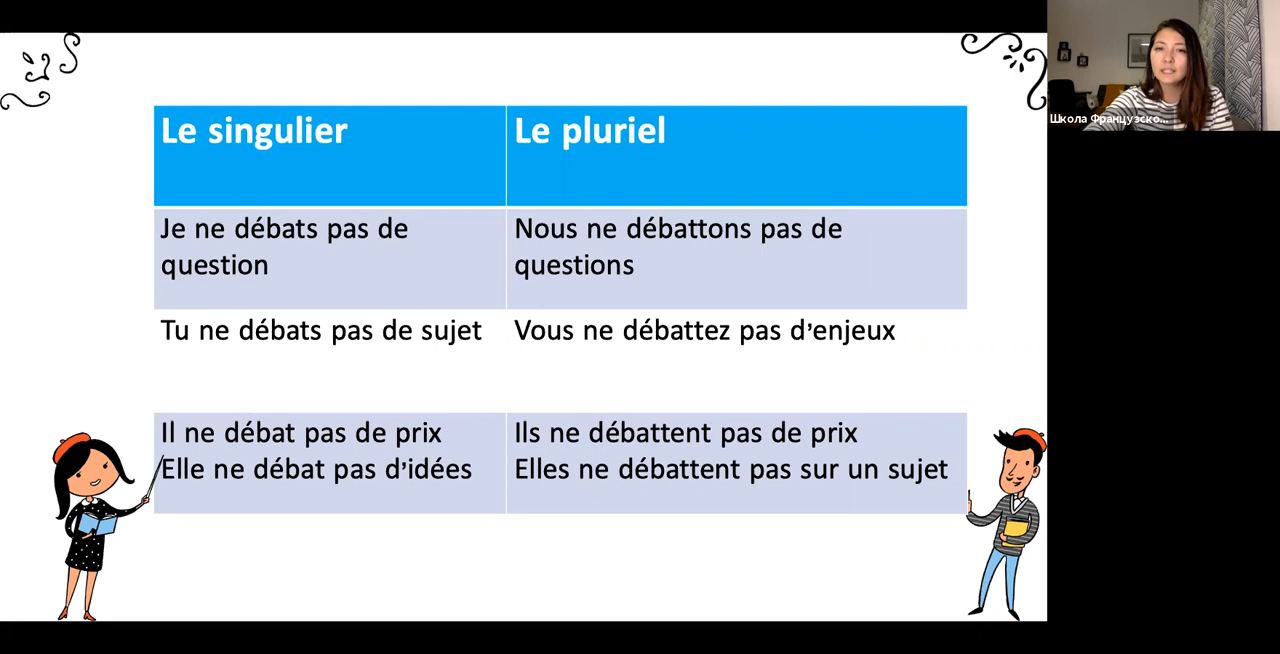 Le singulier
Le pluriel
Je ne débats pas de
question
Nous ne débattons pas de
questions
Tu ne débats pas de sujet
Vous ne débattez pas d’enjeux
Il ne débat pas de prix
Elle ne débat pas d’idées
Ils ne débattent pas de prix
Elles ne débattent pas sur un sujet
Школа Французско...